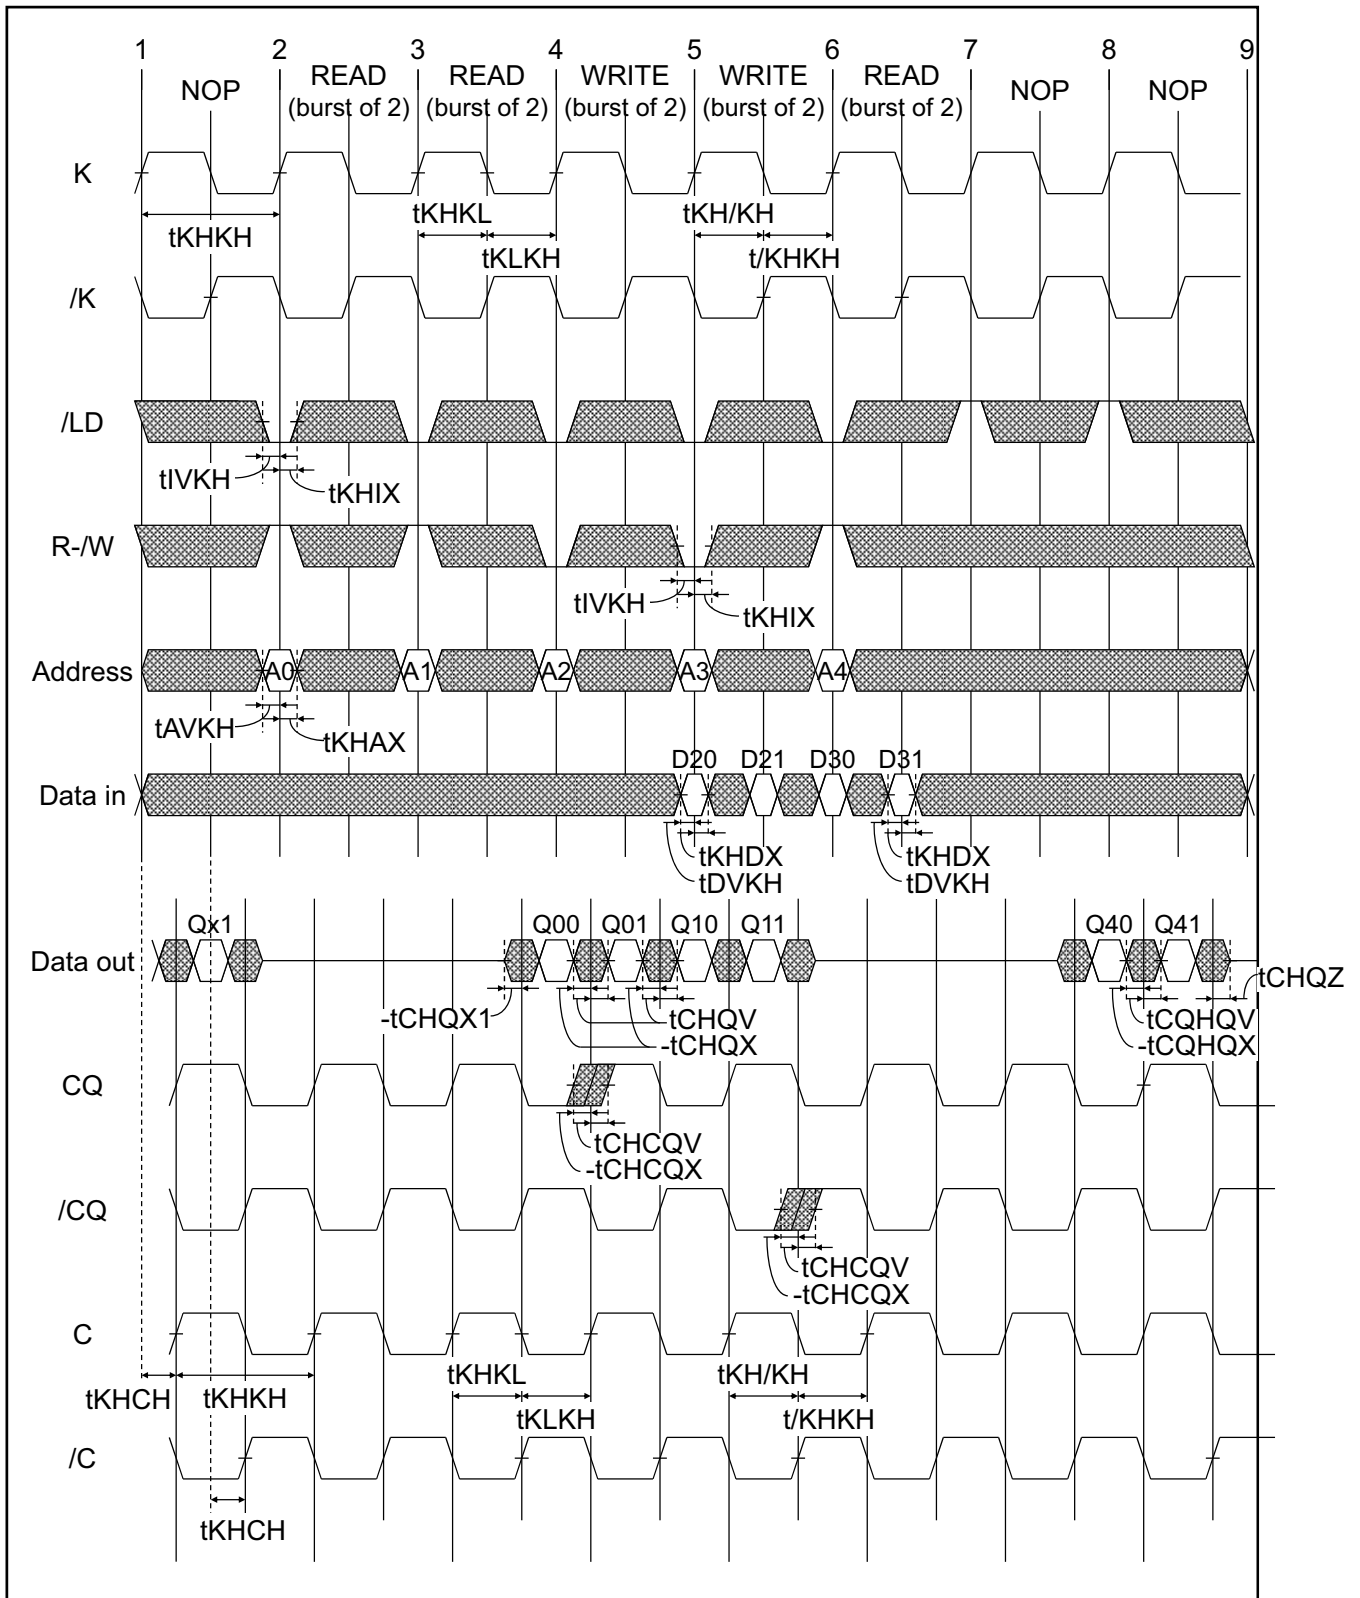 1 2 3 4 5 6 7 8 9
NOP READ READ WRITE WRITE READ NOP NOP
(burst of 2) (burst of 2) (burst of 2) (burst of 2) (burst of 2)
K
tKHKH tKHKL tKLKH tKH/KH t/KHKH
/K
/LD
tIVKH tKHIX
R-/W
tIVKH tKHIX
Address A0 A1 A2 A3 A4
tAVKH tKHAX
D20 D21 D30 D31
Data in
tKHDX tKHDX
tDVKH tDVKH
Qx1 Q00 Q01 Q10 Q11 Q40 Q41
Data out
tCHQZ
-tCHQX1 tCHQV tCQHQV
-tCHQX -tCQHQX
CQ
tCHCQV
-tCHCQX
/CQ
tCHCQV
-tCHCQX
C
tKHCH tKHKH tKHKL tKLKH tKH/KH t/KHKH
/C
tKHCH